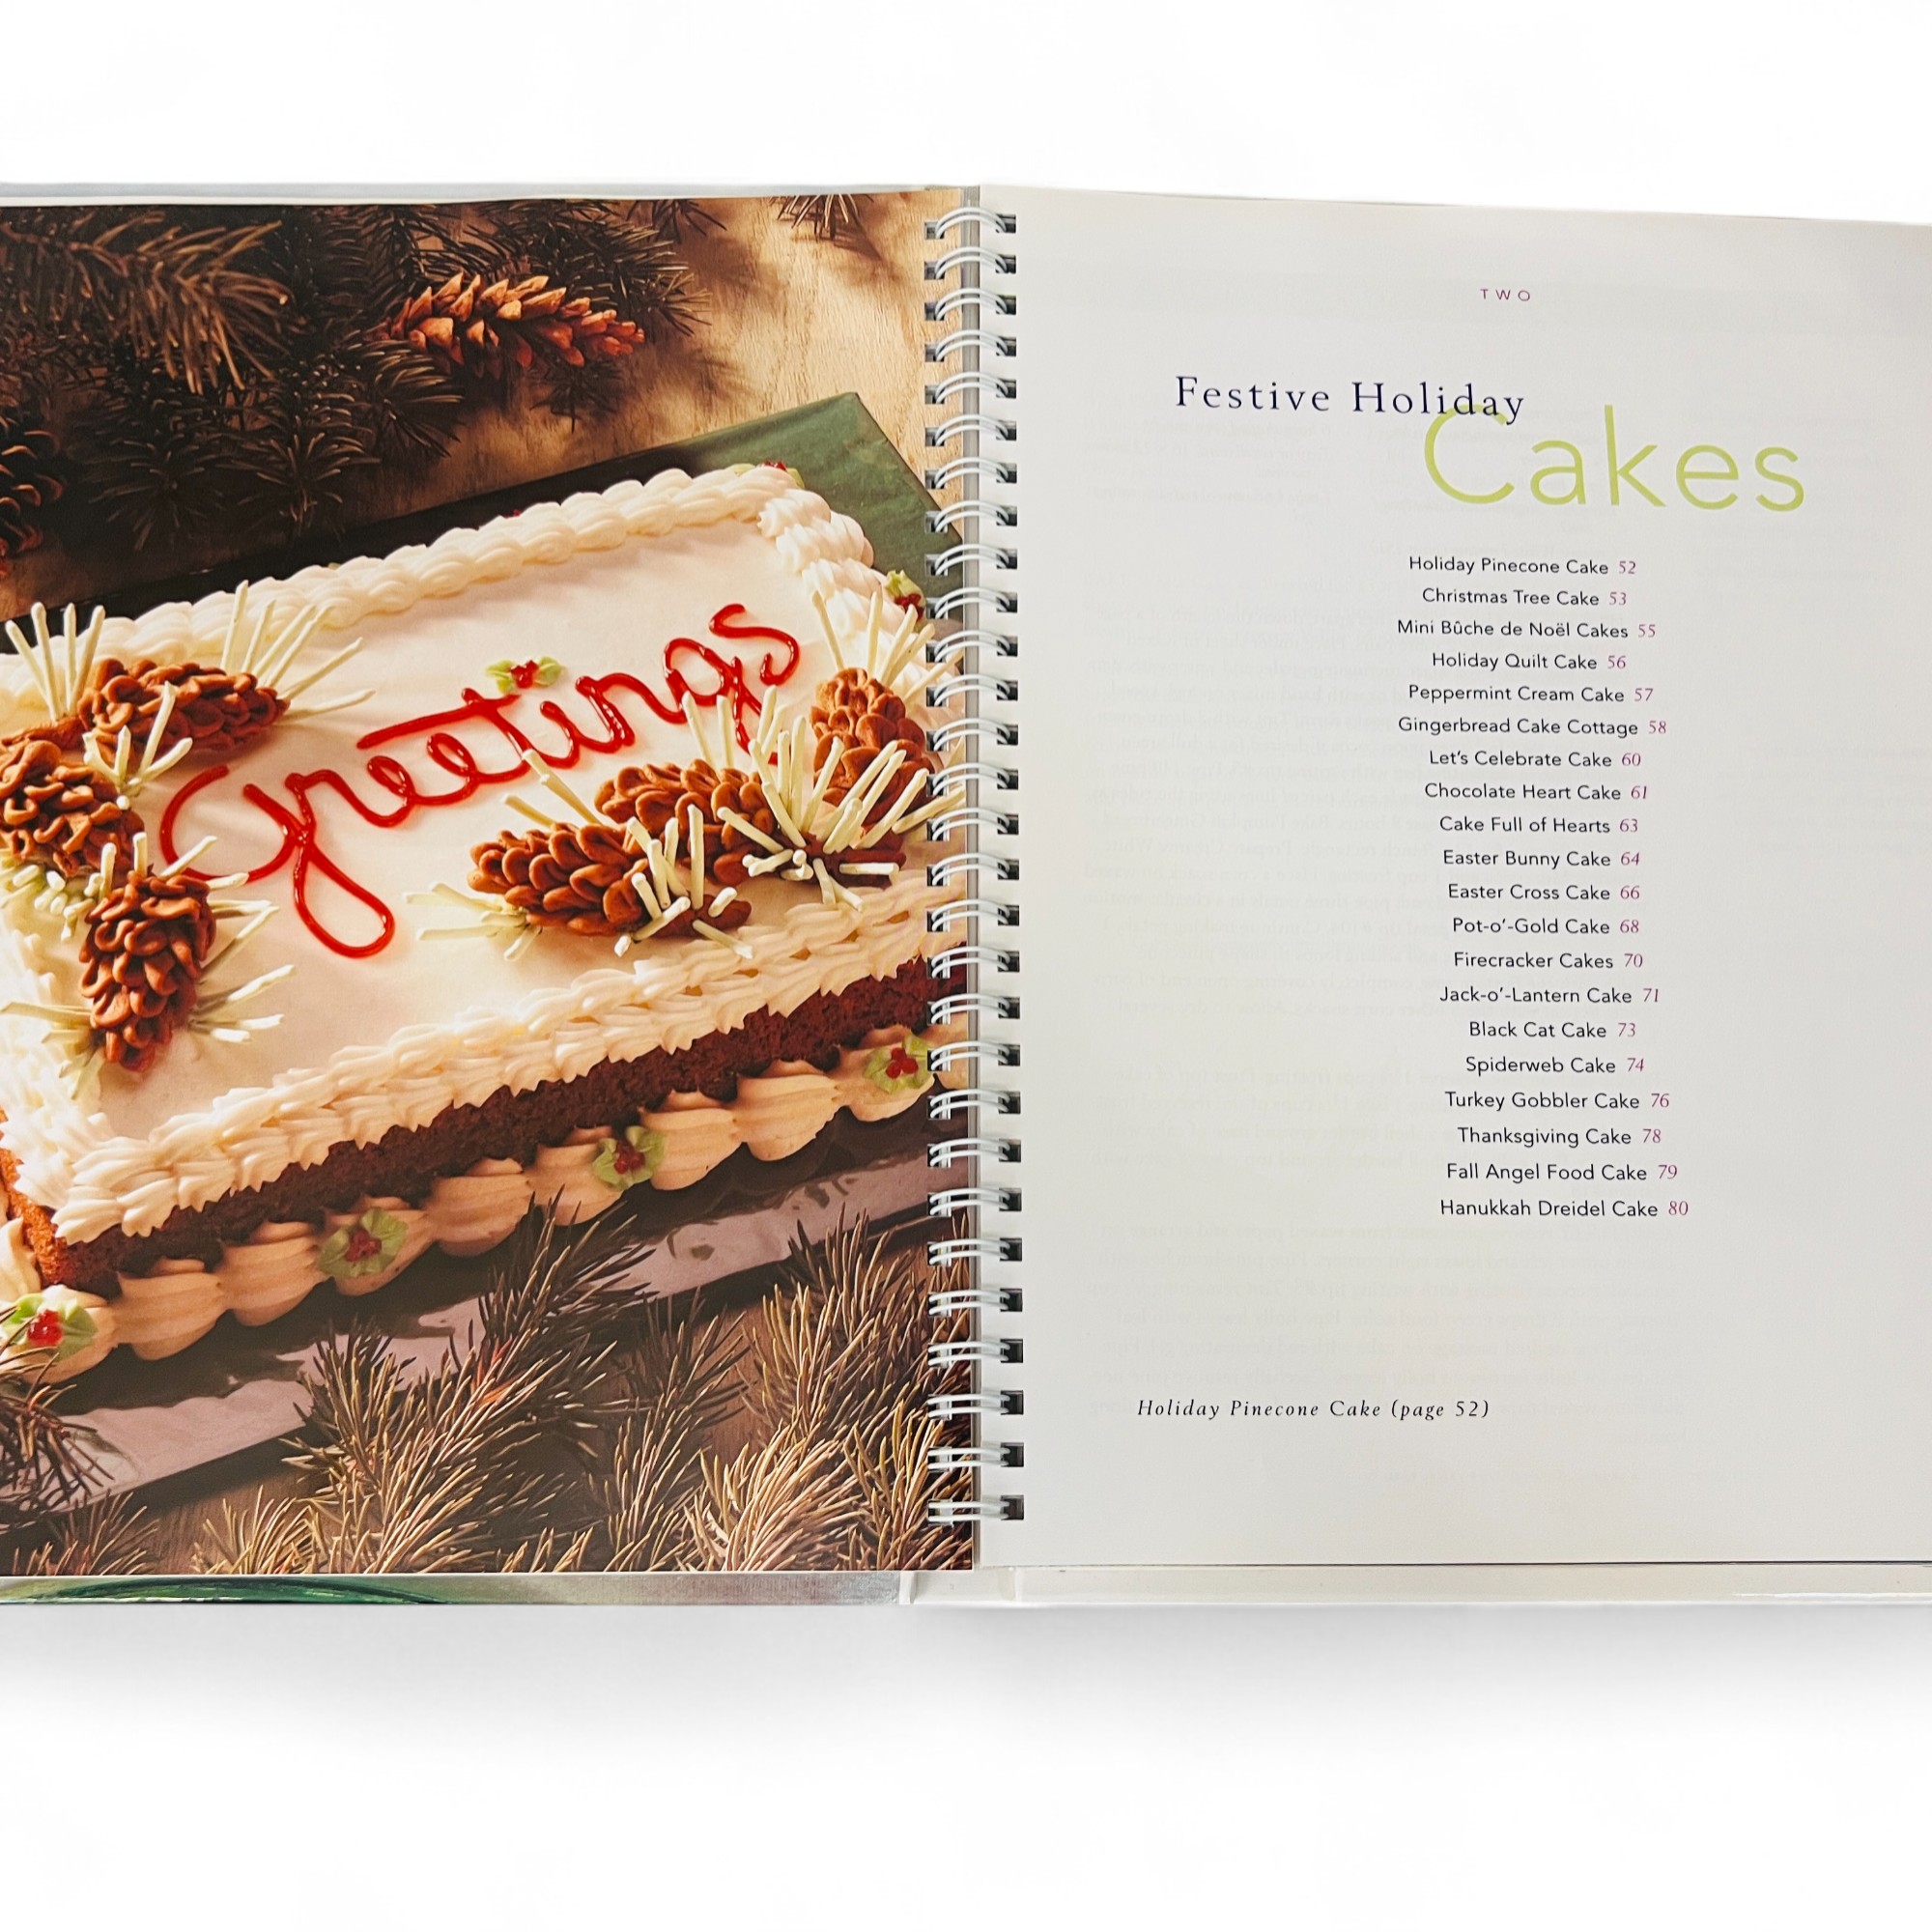 Greetings
TWO
Festive Holiday
Cakes
Holiday Pinecone Cake 52
Christmas Tree Cake 53
Mini Bûche de Noël Cakes 55
Holiday Quilt Cake 56
Peppermint Cream Cake 57
Gingerbread Cake Cottage 58
Let's Celebrate Cake 60
Chocolate Heart Cake 61
Cake Full of Hearts 63
Easter Bunny Cake 64
Easter Cross Cake 66
Pot-o'-Gold Cake 68
Firecracker Cakes 70
Jack-o'-Lantern Cake 71
Black Cat Cake 73
Spiderweb Cake 74
Turkey Gobbler Cake 76
Thanksgiving Cake 78
Fall Angel Food Cake 79
Hanukkah Dreidel Cake 80
Holiday Pinecone Cake (page 52)